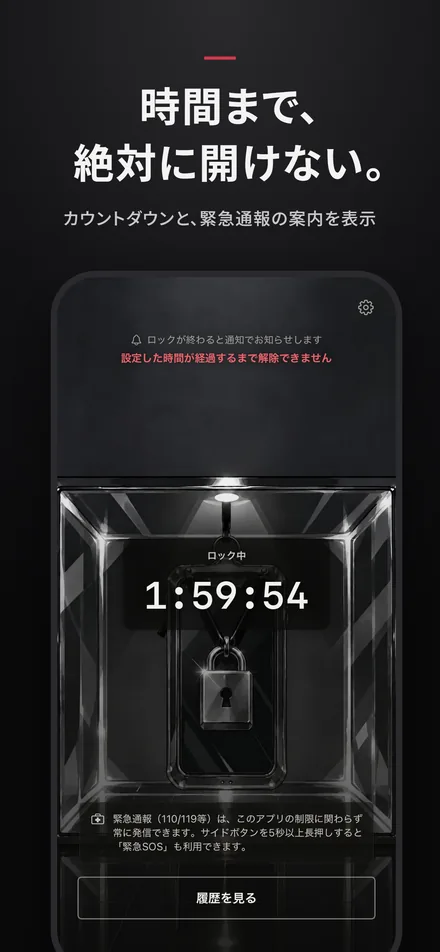 時間まで、
絶対に開けない。
カウントダウンと、緊急通報の案内を表示
ロックが終わると通知でお知らせします
設定した時間が経過するまで解除できません
ロック中
1:59:54
緊急通報（110/119等）は、このアプリの制限に関わらず
常に発信できます。サイドボタンを5秒以上長押しすると
「緊急SOS」も利用できます。
履歴を見る